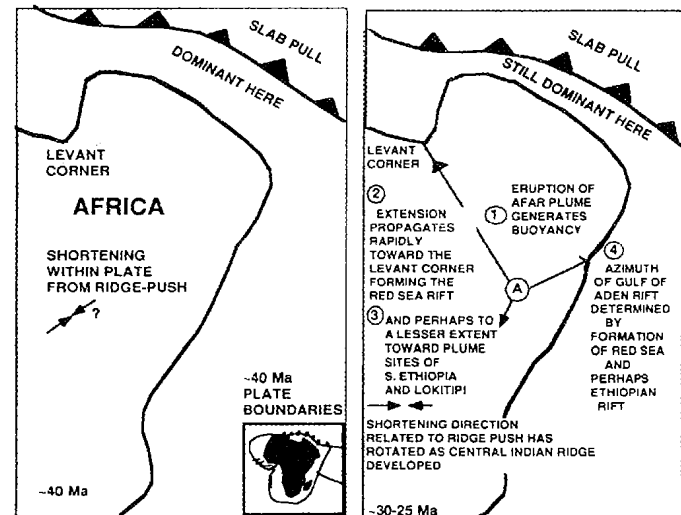 SLAB PULL
DOMINANT HERE
LEVANT
CORNER
AFRICA
SHORTENING
WITHIN PLATE
FROM RIDGE-PUSH
?
~40 Ma
PLATE
BOUNDARIES
~40 Ma
SLAB PULL
STILL DOMINANT HERE
LEVANT
CORNER
1
ERUPTION OF
AFAR PLUME
GENERATES
BUOYANCY
2
EXTENSION
PROPAGATES
RAPIDLY
TOWARD THE
LEVANT CORNER
FORMING THE
RED SEA RIFT
A
3
AND PERHAPS TO
A LESSER EXTENT
TOWARD PLUME
SITES OF
S. ETHIOPIA
AND LOKITIPI
4
AZIMUTH
OF GULF OF
ADEN RIFT
DETERMINED
BY
FORMATION
OF RED SEA
AND
PERHAPS
ETHIOPIAN
RIFT
SHORTENING DIRECTION
RELATED TO RIDGE PUSH HAS
ROTATED AS CENTRAL INDIAN RIDGE
DEVELOPED
~30-25 Ma